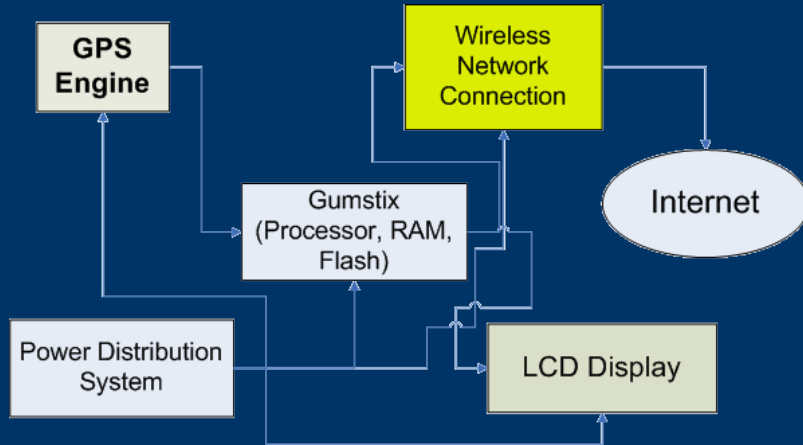 GPS
Engine
Wireless
Network
Connection
Internet
Gumstix
(Processor, RAM,
Flash)
Power Distribution
System
LCD Display